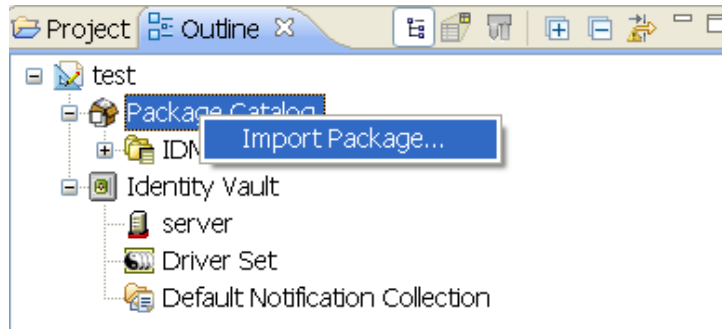 Project Outline
test
Package Catalog
Import Package...
IDM
Identity Vault
server
Driver Set
Default Notification Collection